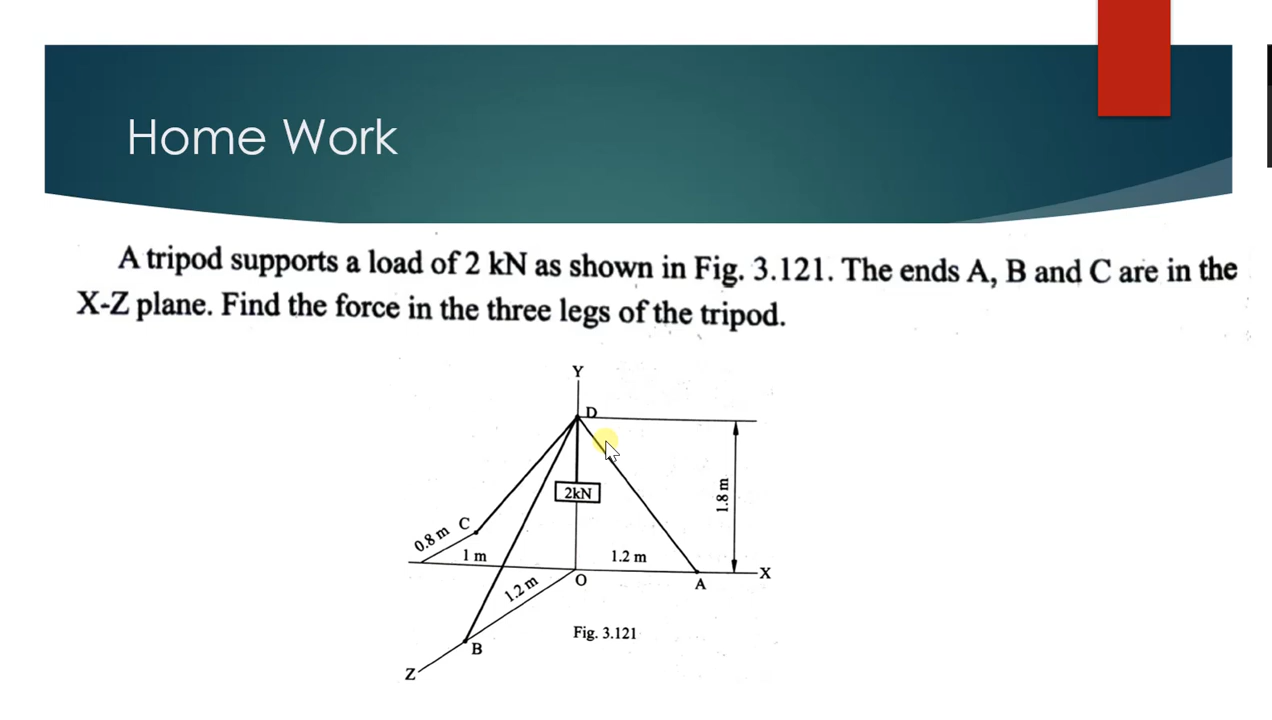 Home Work
A tripod supports a load of 2 kN as shown in Fig. 3.121. The ends A, B and C are in the
X-Z plane. Find the force in the three legs of the tripod.
Y
D
1.8 m
2kN
C
0.8 m
1 m
1.2 m
X
O
A
1.2 m
Fig. 3.121
B
Z